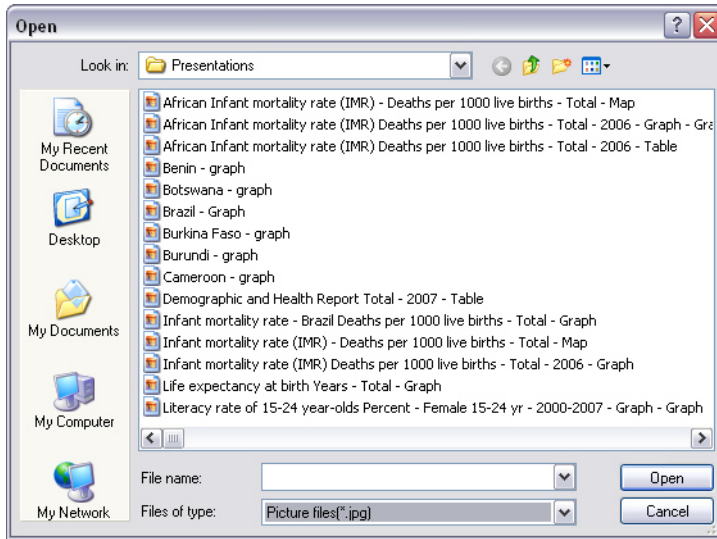 Open
Look in:
Presentations
My Recent
Documents
Desktop
My Documents
My Computer
My Network
African Infant mortality rate (IMR) - Deaths per 1000 live births - Total - Map
African Infant mortality rate (IMR) Deaths per 1000 live births - Total - 2006 - Graph - Gra
African Infant mortality rate (IMR) Deaths per 1000 live births - Total - 2006 - Table
Benin - graph
Botswana - graph
Brazil - Graph
Burkina Faso - graph
Burundi - graph
Cameroon - graph
Demographic and Health Report Total - 2007 - Table
Infant mortality rate - Brazil Deaths per 1000 live births - Total - Graph
Infant mortality rate (IMR) - Deaths per 1000 live births - Total - Map
Infant mortality rate (IMR) Deaths per 1000 live births - Total - 2006 - Graph
Life expectancy at birth Years - Total - Graph
Literacy rate of 15-24 year-olds Percent - Female 15-24 yr - 2000-2007 - Graph - Graph
File name:
Open
Files of type:
Picture files(*.jpg)
Cancel